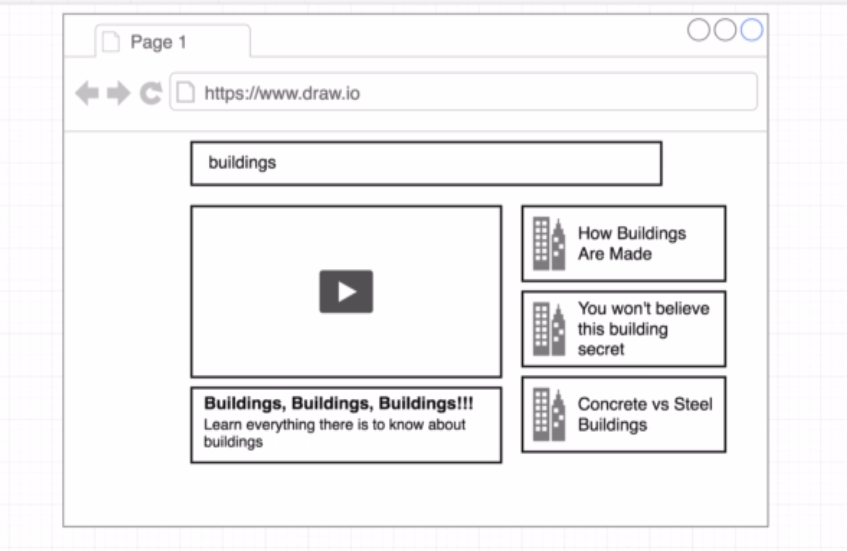 Page 1
https://www.draw.io
buildings
Buildings, Buildings, Buildings!!!
Learn everything there is to know about
buildings
How Buildings
Are Made
You won't believe
this building
secret
Concrete vs Steel
Buildings